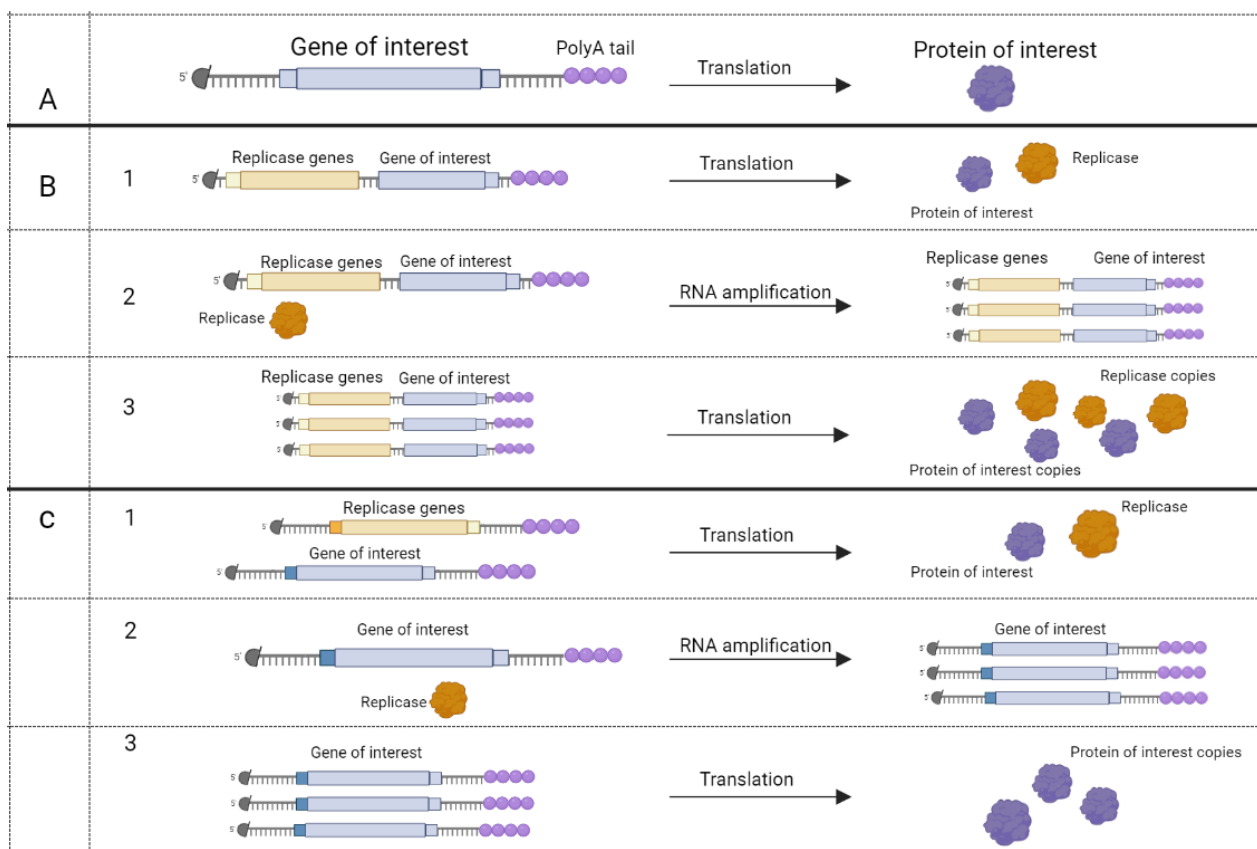 Gene of interest
PolyA tail
Protein of interest
5'
Translation
A
Replicase genes
Gene of interest
Translation
Replicase
B
1
5'
Protein of interest
Replicase genes
Gene of interest
Replicase genes
Gene of interest
5'
2
RNA amplification
Replicase
5'
5'
5'
Replicase genes
Gene of interest
Replicase copies
3
5'
5'
5'
Translation
Protein of interest copies
C
1
Replicase genes
Replicase
5'
Translation
Gene of interest
5'
Protein of interest
2
Gene of interest
Gene of interest
5'
RNA amplification
5'
5'
5'
Replicase
3
Gene of interest
Protein of interest copies
5'
Translation
5'
5'